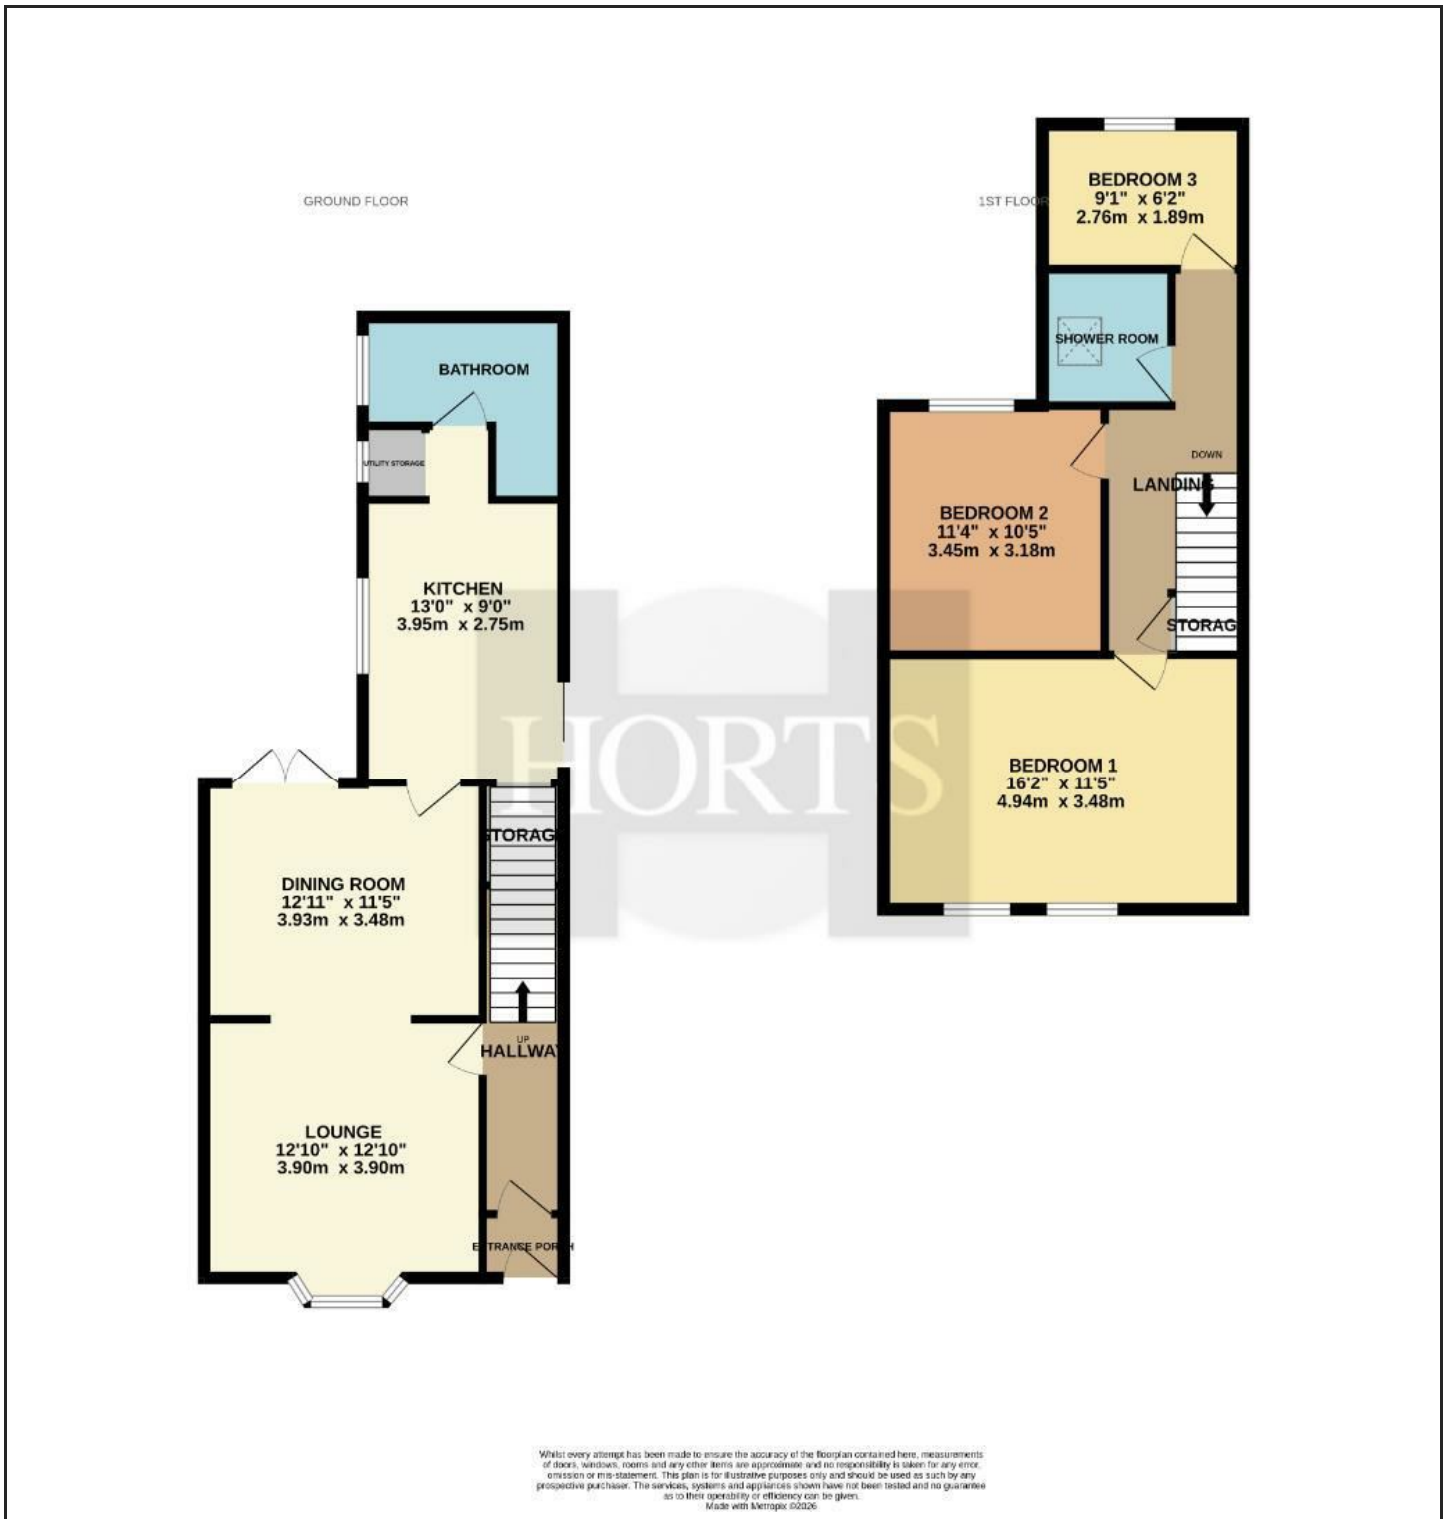 GROUND FLOOR
BATHROOM
UTILITY STORAGE
KITCHEN
13'0" x 9'0"
3.95m x 2.75m
STORAG
DINING ROOM
12'11" x 11'5"
3.93m x 3.48m
UP
HALLWAY
LOUNGE
12'10" x 12'10"
3.90m x 3.90m
ENTRANCE PORCH
1ST FLOOR
BEDROOM 3
9'1" x 6'2"
2.76m x 1.89m
SHOWER ROOM
DOWN
LANDING
BEDROOM 2
11'4" x 10'5"
3.45m x 3.18m
STORAG
BEDROOM 1
16'2" x 11'5"
4.94m x 3.48m
HORTS
Whilst every attempt has been made to ensure the accuracy of the floorplan contained here, measurements
of doors, windows, rooms and any other items are approximate and no responsibility is taken for any error,
omission or mis-statement. This plan is for illustrative purposes only and should be used as such by any
prospective purchaser. The services, systems and appliances shown have not been tested and no guarantee
as to their operability or efficiency can be given.
Made with Metropix ©2026